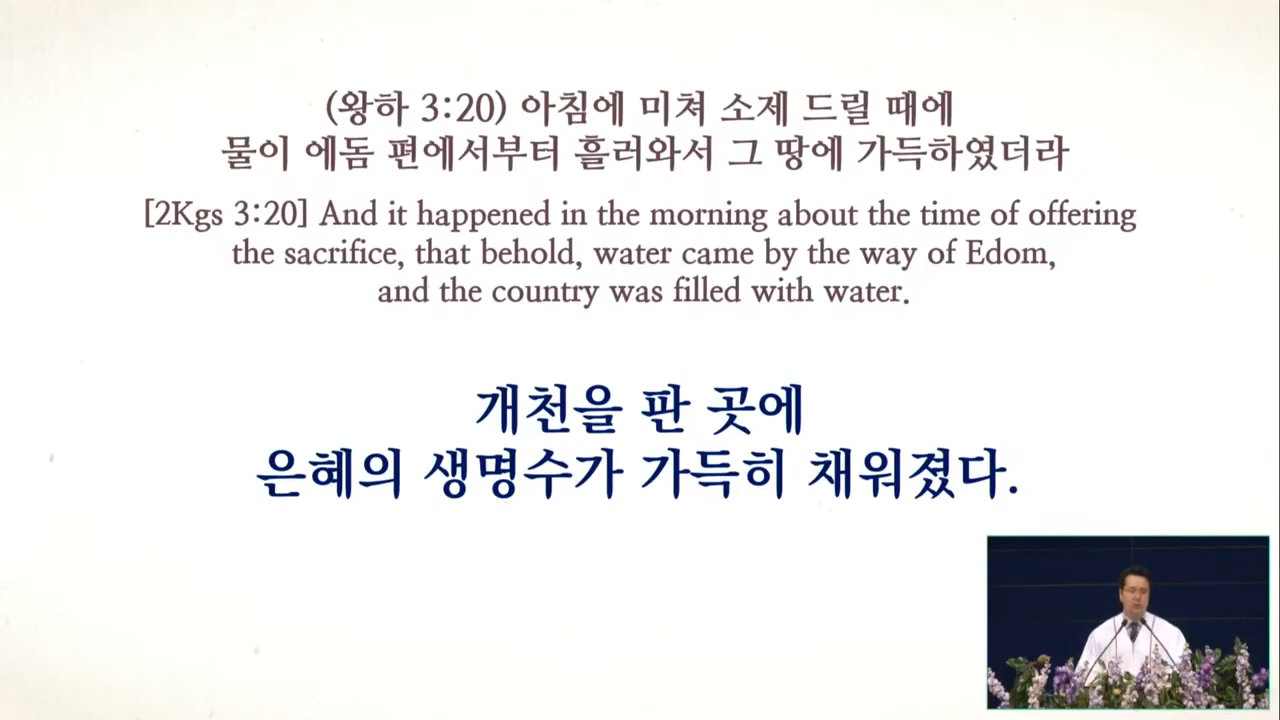 (왕하 3:20) 아침에 미쳐 소제 드릴 때에
물이 에돔 편에서부터 흘러와서 그 땅에 가득하였더라
[2Kgs 3:20] And it happened in the morning about the time of offering
the sacrifice, that behold, water came by the way of Edom,
and the country was filled with water.
개천을 판 곳에
은혜의 생명수가 가득히 채워졌다.